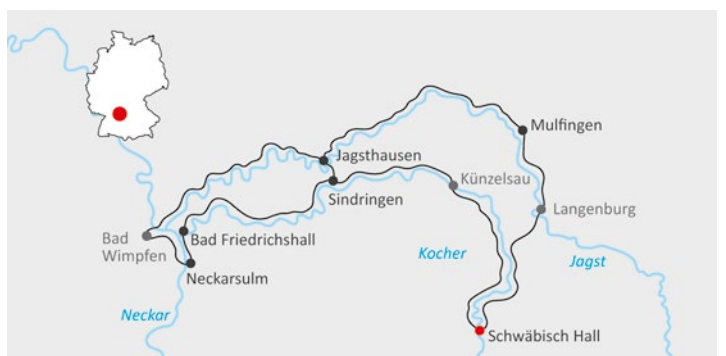 Mulfingen
Jagsthausen
Künzelsau
Sindringen
Langenburg
Bad
Wimpfen
Bad Friedrichshall
Kocher
Jagst
Neckarsulm
Neckar
Schwäbisch Hall